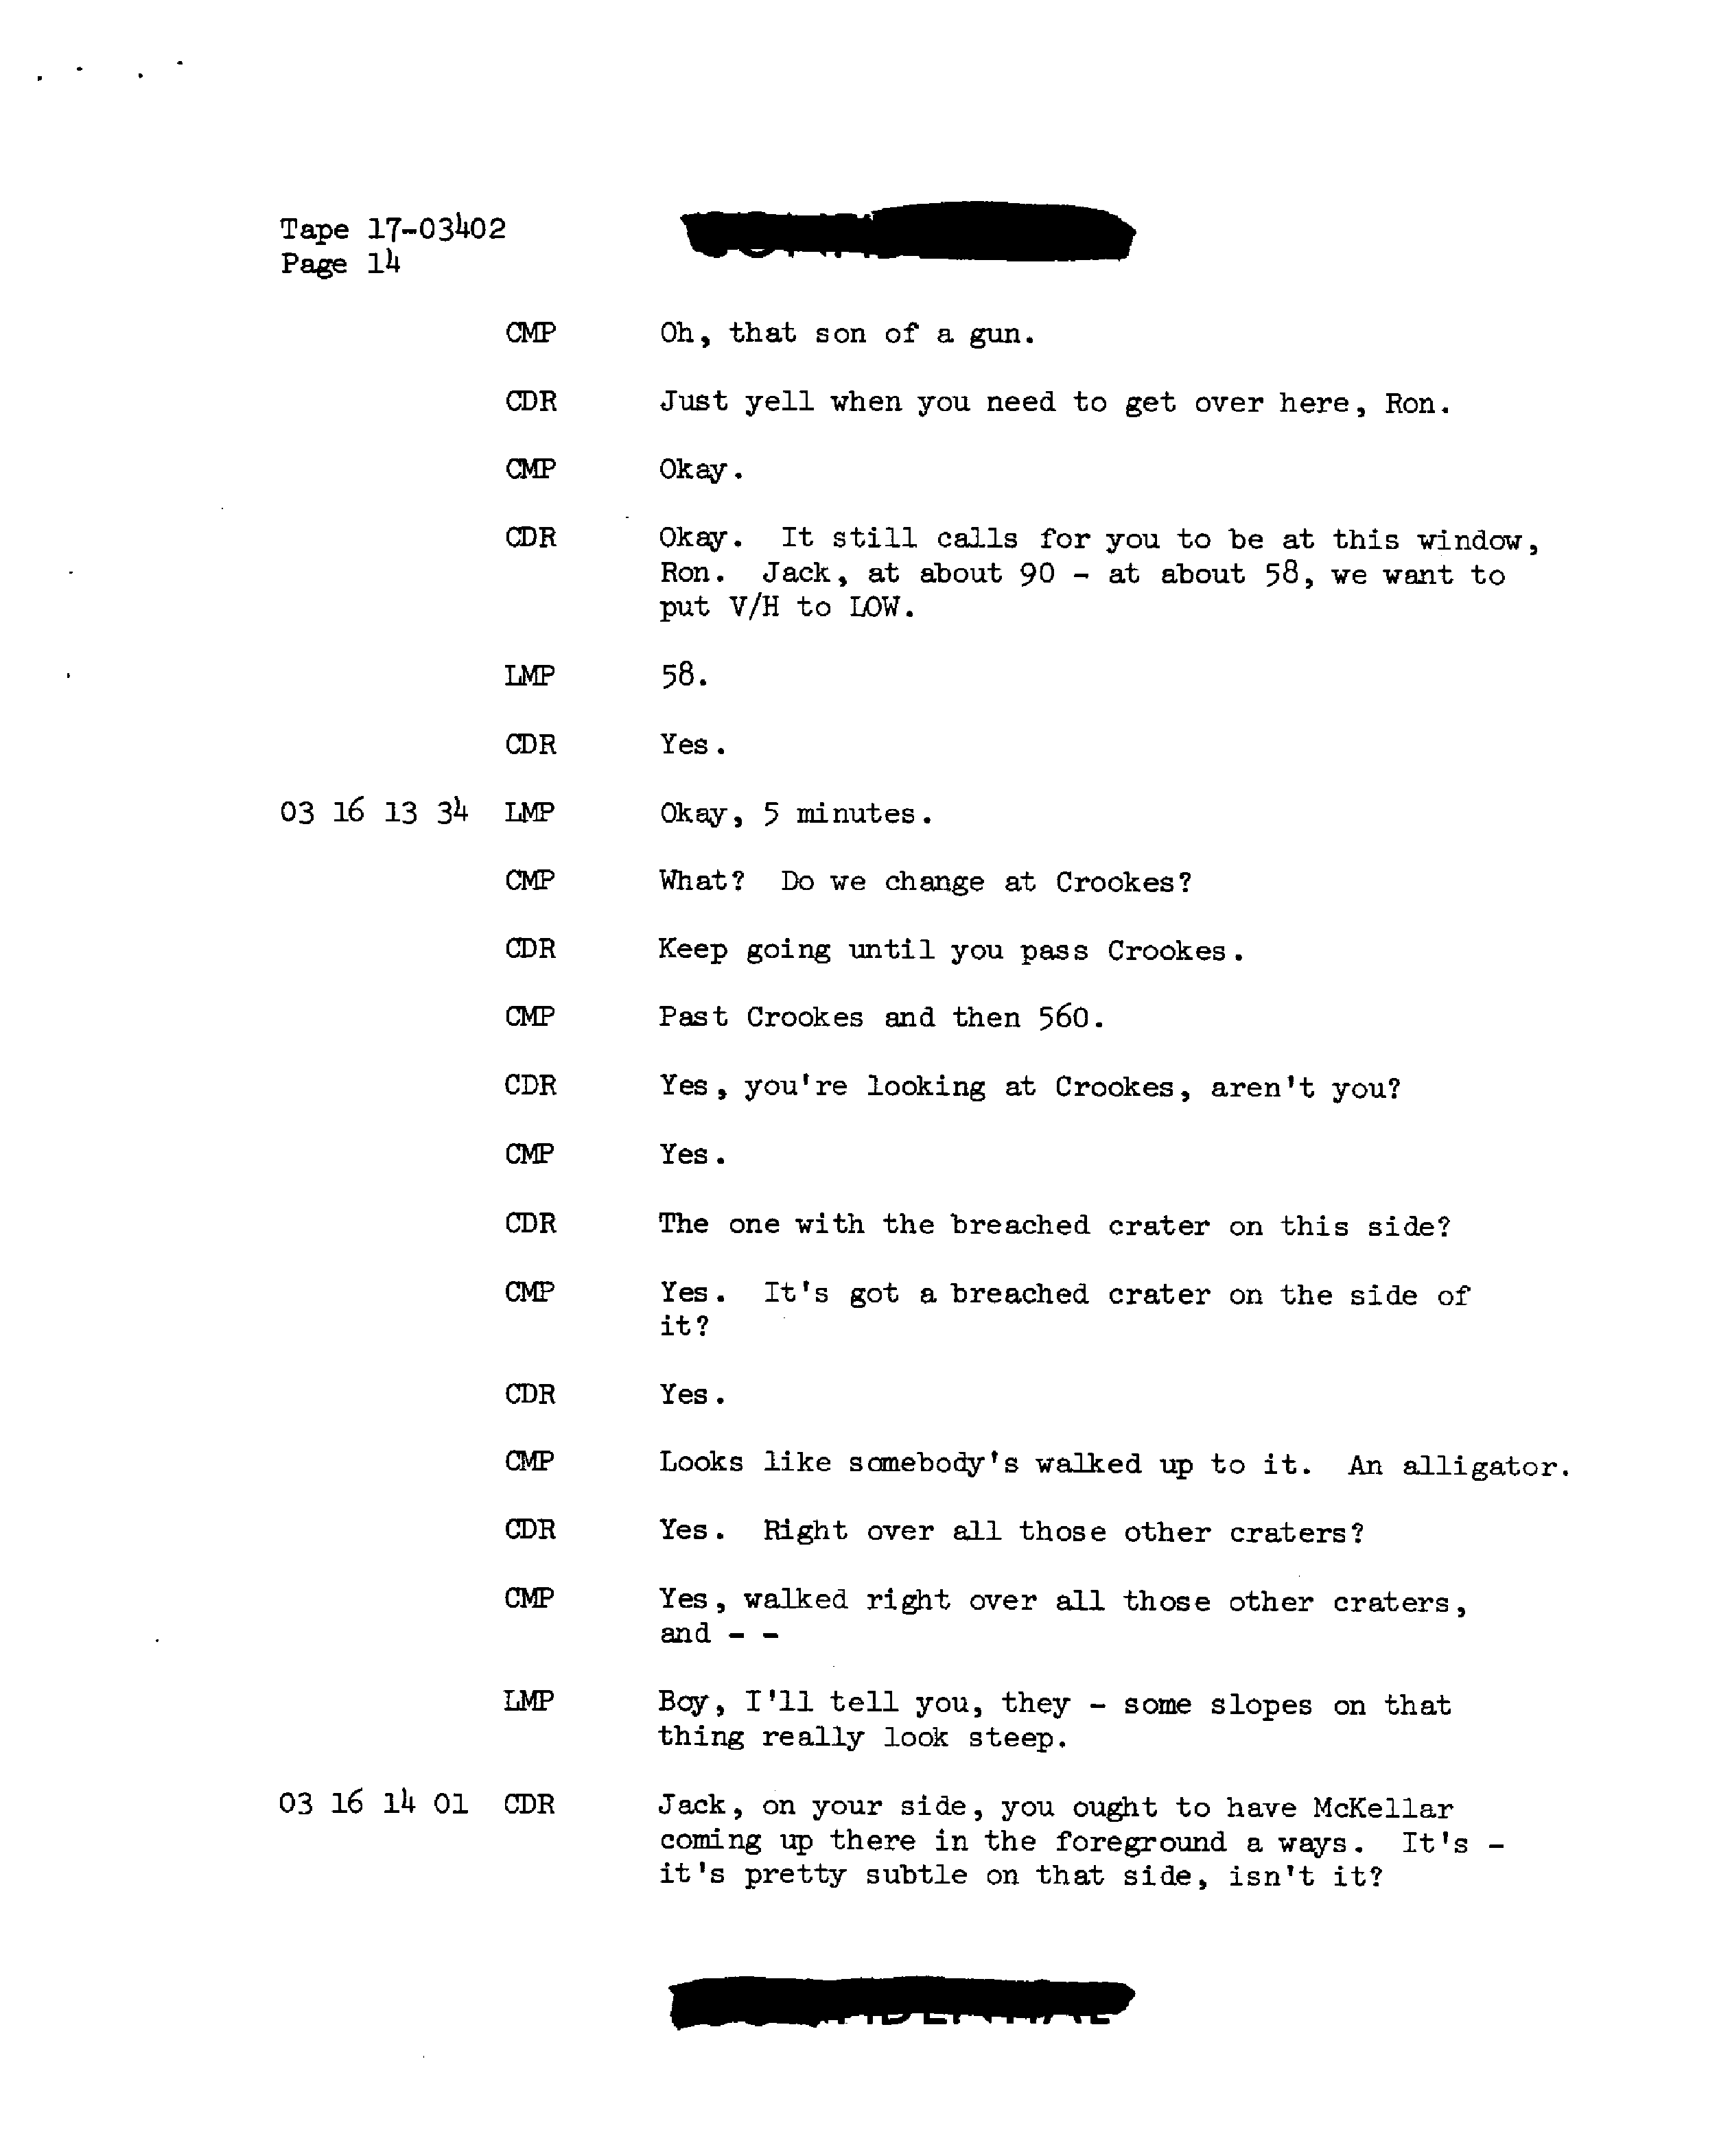 Tape 17-03402
Page 14
CMP Oh, that son of a gun.
CDR Just yell when you need to get over here, Ron.
CMP Okay.
CDR Okay. It still calls for you to be at this window,
Ron. Jack, at about 90 - at about 58, we want to
put V/H to LOW.
LMP 58.
CDR Yes.
03 16 13 34 LMP Okay, 5 minutes.
CMP What? Do we change at Crookes?
CDR Keep going until you pass Crookes.
CMP Past Crookes and then 560.
CDR Yes, you're looking at Crookes, aren't you?
CMP Yes.
CDR The one with the breached crater on this side?
CMP Yes. It's got a breached crater on the side of
it?
CDR Yes.
CMP Looks like somebody's walked up to it. An alligator.
CDR Yes. Right over all those other craters?
CMP Yes, walked right over all those other craters,
and - -
LMP Boy, I'll tell you, they - some slopes on that
thing really look steep.
03 16 14 01 CDR Jack, on your side, you ought to have McKellar
coming up there in the foreground a ways. It's -
it's pretty subtle on that side, isn't it?